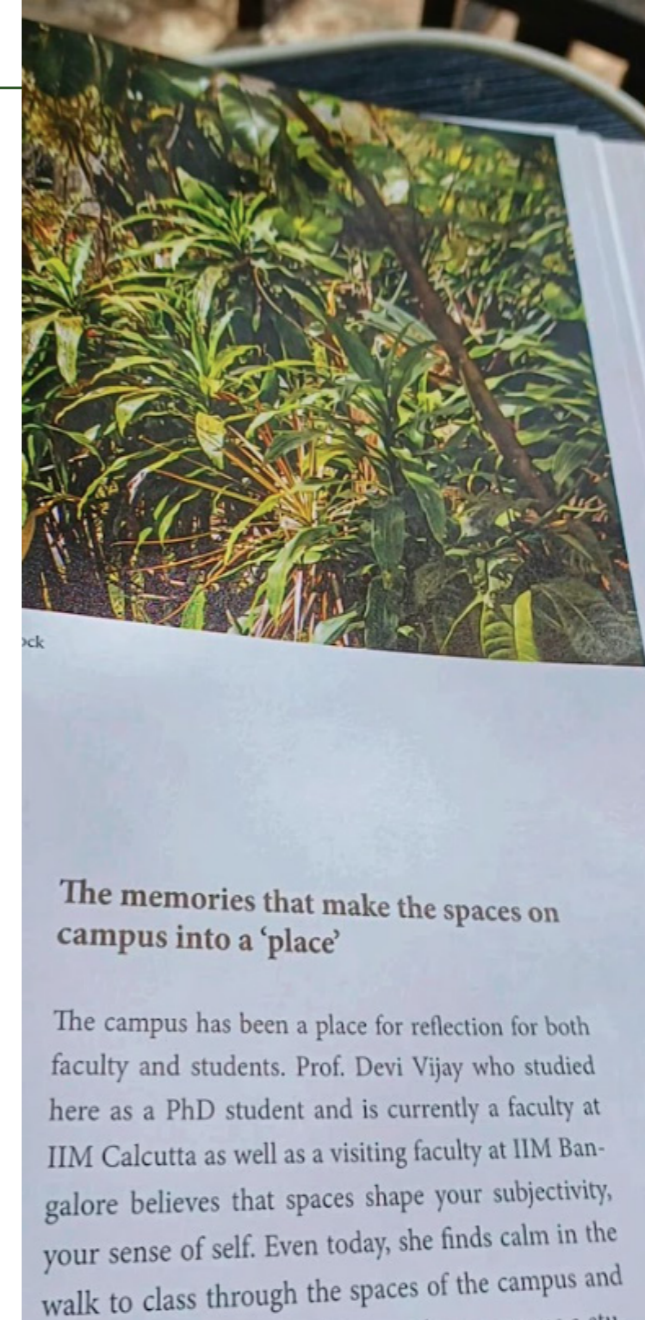 The memories that make the spaces on
campus into a ‘place’
The campus has been a place for reflection for both
faculty and students. Prof. Devi Vijay who studied
here as a PhD student and is currently a faculty at
IIM Calcutta as well as a visiting faculty at IIM Ban-
galore believes that spaces shape your subjectivity,
your sense of self. Even today, she finds calm in the
walk to class through the spaces of the campus and